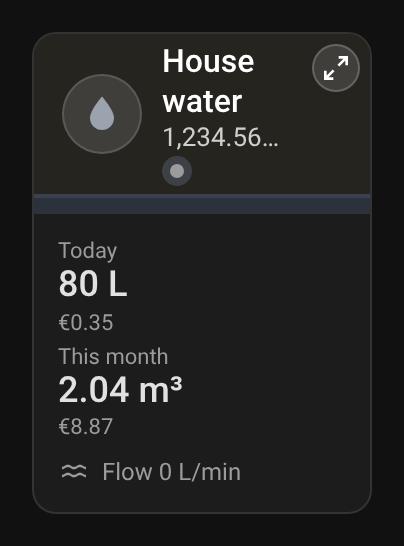 House
water
1,234.56…
Today
80 L
€0.35
This month
2.04 m³
€8.87
Flow 0 L/min